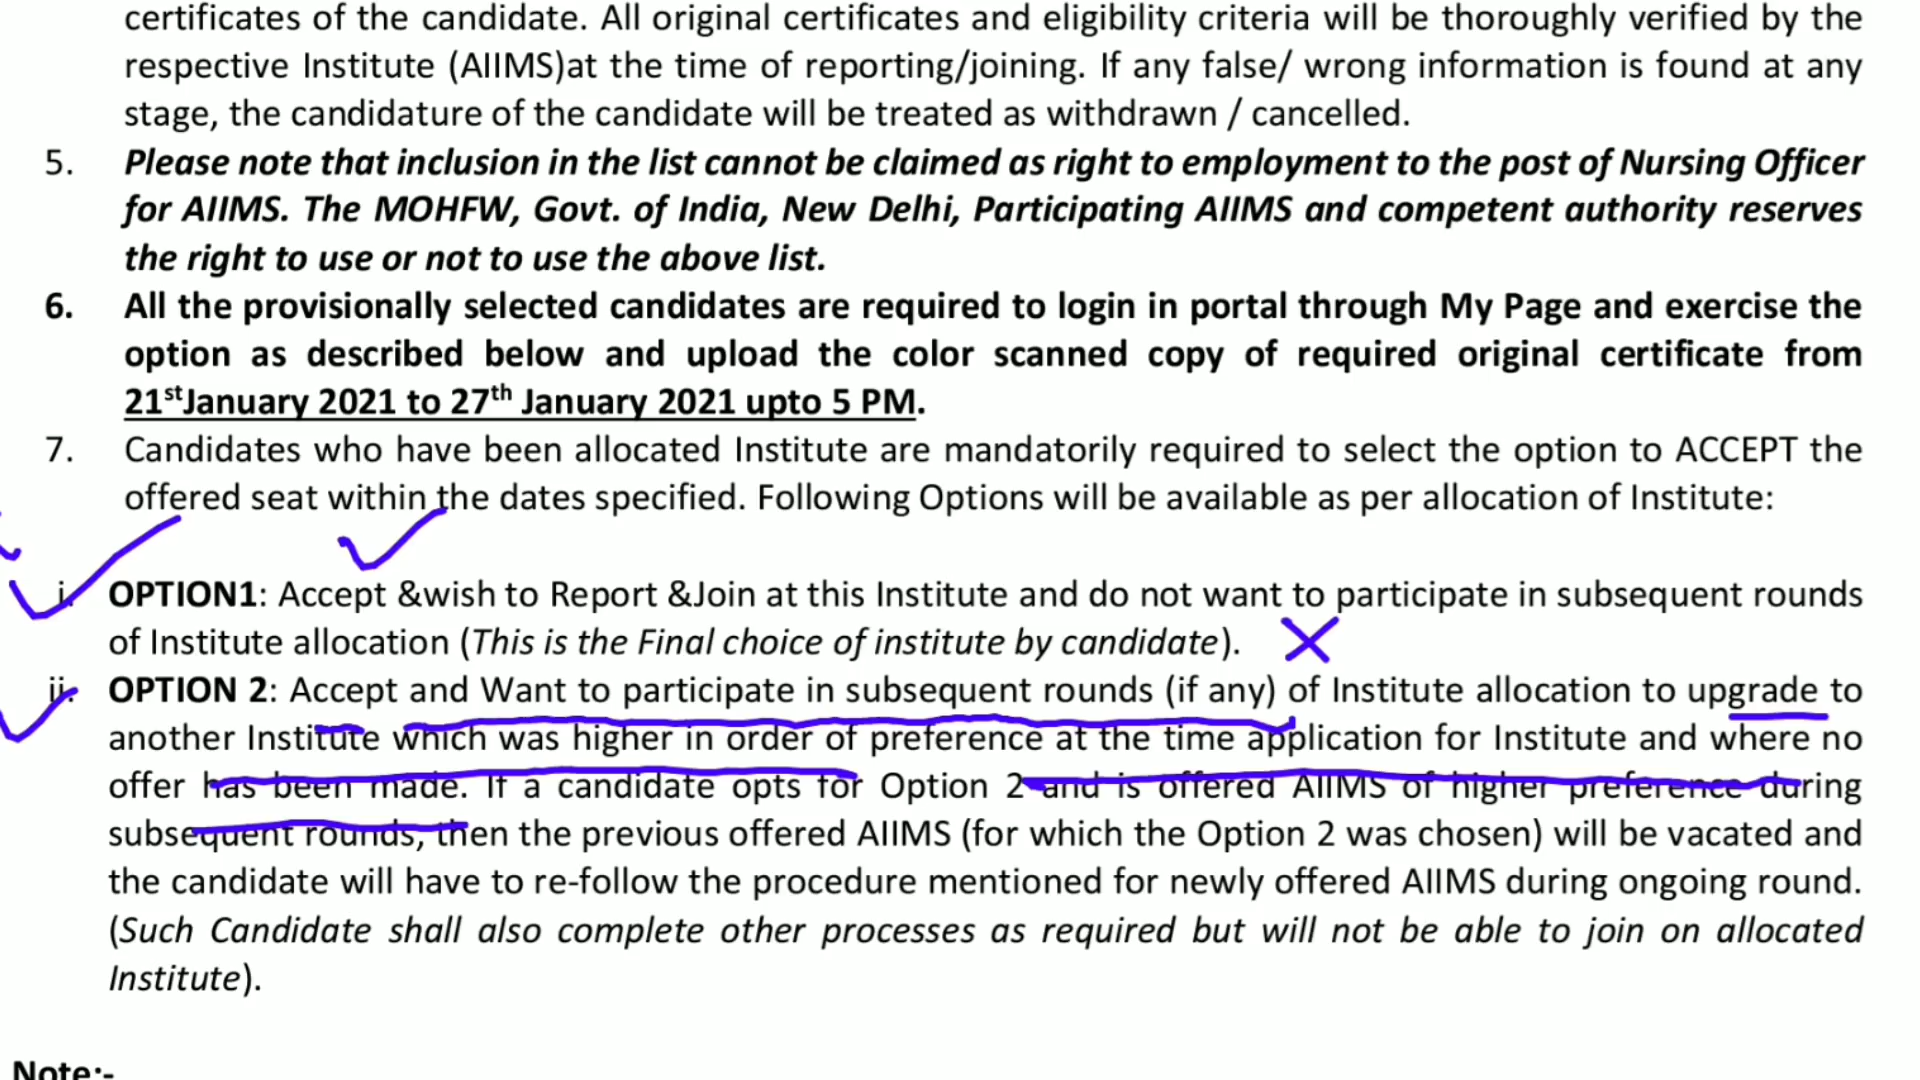 certificates of the candidate. All original certificates and eligibility criteria will be thoroughly verified by the
respective Institute (AIIMS)at the time of reporting/joining. If any false/ wrong information is found at any
stage, the candidature of the candidate will be treated as withdrawn / cancelled.
5. Please note that inclusion in the list cannot be claimed as right to employment to the post of Nursing Officer
for AIIMS. The MOHFW, Govt. of India, New Delhi, Participating AIIMS and competent authority reserves
the right to use or not to use the above list.
6. All the provisionally selected candidates are required to login in portal through My Page and exercise the
option as described below and upload the color scanned copy of required original certificate from
21stJanuary 2021 to 27th January 2021 upto 5 PM.
7. Candidates who have been allocated Institute are mandatorily required to select the option to ACCEPT the
offered seat within the dates specified. Following Options will be available as per allocation of Institute:
i. OPTION1: Accept &wish to Report &Join at this Institute and do not want to participate in subsequent rounds
of Institute allocation (This is the Final choice of institute by candidate).
ii. OPTION 2: Accept and Want to participate in subsequent rounds (if any) of Institute allocation to upgrade to
another Institute which was higher in order of preference at the time application for Institute and where no
offer has been made. If a candidate opts for Option 2 and is offered AIIMS of higher preference during
subsequent rounds, then the previous offered AIIMS (for which the Option 2 was chosen) will be vacated and
the candidate will have to re-follow the procedure mentioned for newly offered AIIMS during ongoing round.
(Such Candidate shall also complete other processes as required but will not be able to join on allocated
Institute).
Note:-